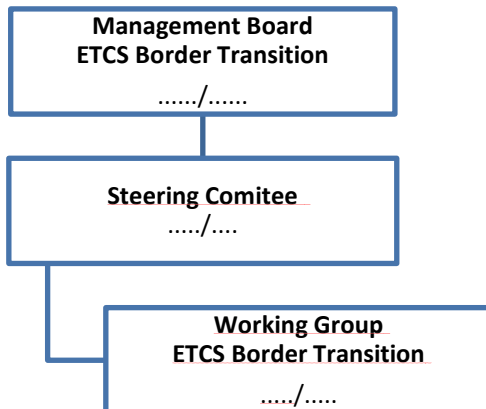 Management Board
ETCS Border Transition
....../......
Steering Comitee
...../....
Working Group
ETCS Border Transition
...../.....